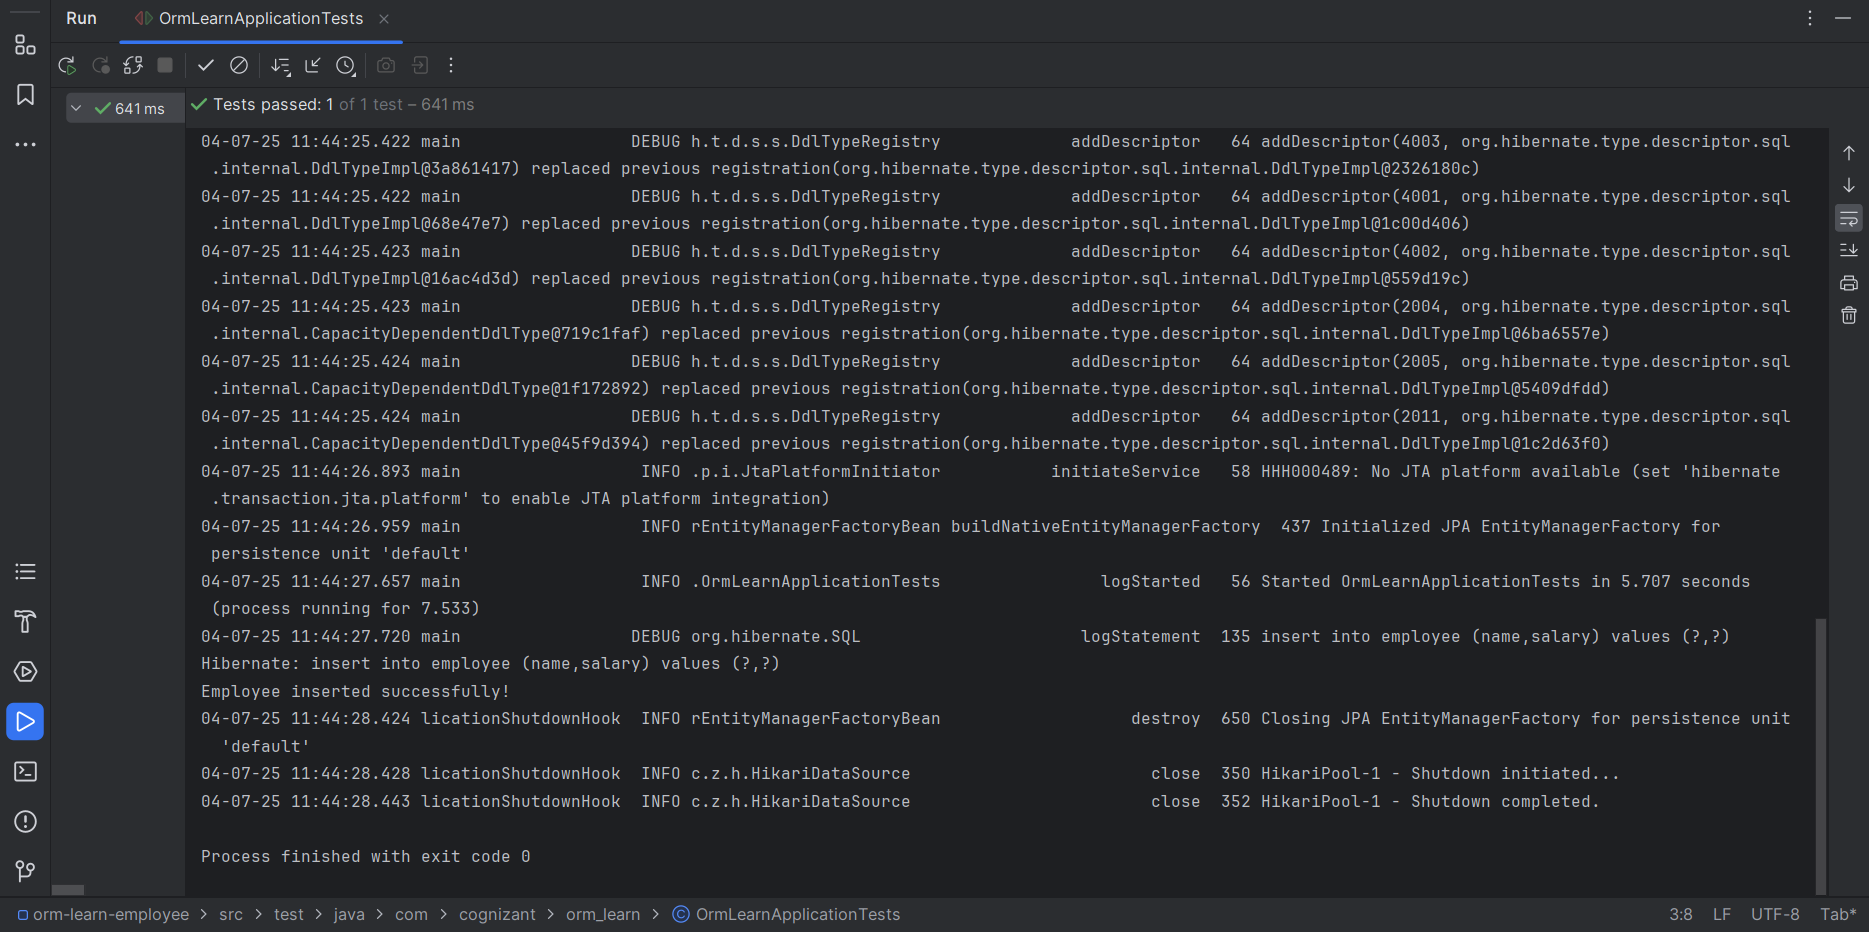 Run OrmLearnApplicationTests
641 ms
Tests passed: 1 of 1 test – 641 ms
04-07-25 11:44:25.422 main                 DEBUG h.t.d.s.s.DdlTypeRegistry             addDescriptor   64 addDescriptor(4003, org.hibernate.type.descriptor.sql
.internal.DdlTypeImpl@3a861417) replaced previous registration(org.hibernate.type.descriptor.sql.internal.DdlTypeImpl@2326180c)
04-07-25 11:44:25.422 main                 DEBUG h.t.d.s.s.DdlTypeRegistry             addDescriptor   64 addDescriptor(4001, org.hibernate.type.descriptor.sql
.internal.DdlTypeImpl@68e47e7) replaced previous registration(org.hibernate.type.descriptor.sql.internal.DdlTypeImpl@1c00d406)
04-07-25 11:44:25.423 main                 DEBUG h.t.d.s.s.DdlTypeRegistry             addDescriptor   64 addDescriptor(4002, org.hibernate.type.descriptor.sql
.internal.DdlTypeImpl@16ac4d3d) replaced previous registration(org.hibernate.type.descriptor.sql.internal.DdlTypeImpl@559d19c)
04-07-25 11:44:25.423 main                 DEBUG h.t.d.s.s.DdlTypeRegistry             addDescriptor   64 addDescriptor(2004, org.hibernate.type.descriptor.sql
.internal.CapacityDependentDdlType@719c1faf) replaced previous registration(org.hibernate.type.descriptor.sql.internal.DdlTypeImpl@6ba6557e)
04-07-25 11:44:25.424 main                 DEBUG h.t.d.s.s.DdlTypeRegistry             addDescriptor   64 addDescriptor(2005, org.hibernate.type.descriptor.sql
.internal.CapacityDependentDdlType@1f172892) replaced previous registration(org.hibernate.type.descriptor.sql.internal.DdlTypeImpl@5409dfdd)
04-07-25 11:44:25.424 main                 DEBUG h.t.d.s.s.DdlTypeRegistry             addDescriptor   64 addDescriptor(2011, org.hibernate.type.descriptor.sql
.internal.CapacityDependentDdlType@45f9d394) replaced previous registration(org.hibernate.type.descriptor.sql.internal.DdlTypeImpl@1c2d63f0)
04-07-25 11:44:26.893 main                  INFO .p.i.JtaPlatformInitiator           initiateService   58 HHH000489: No JTA platform available (set 'hibernate
.transaction.jta.platform' to enable JTA platform integration)
04-07-25 11:44:26.959 main                  INFO rEntityManagerFactoryBean buildNativeEntityManagerFactory  437 Initialized JPA EntityManagerFactory for
persistence unit 'default'
04-07-25 11:44:27.657 main                  INFO .OrmLearnApplicationTests                logStarted   56 Started OrmLearnApplicationTests in 5.707 seconds
(process running for 7.533)
04-07-25 11:44:27.720 main                 DEBUG org.hibernate.SQL                      logStatement  135 insert into employee (name,salary) values (?,?)
Hibernate: insert into employee (name,salary) values (?,?)
Employee inserted successfully!
04-07-25 11:44:28.424 licationShutdownHook  INFO rEntityManagerFactoryBean                   destroy  650 Closing JPA EntityManagerFactory for persistence unit
'default'
04-07-25 11:44:28.428 licationShutdownHook  INFO c.z.h.HikariDataSource                        close  350 HikariPool-1 - Shutdown initiated...
04-07-25 11:44:28.443 licationShutdownHook  INFO c.z.h.HikariDataSource                        close  352 HikariPool-1 - Shutdown completed.
Process finished with exit code 0
orm-learn-employee > src > test > java > com > cognizant > orm_learn > OrmLearnApplicationTests 3:8 LF UTF-8 Tab*